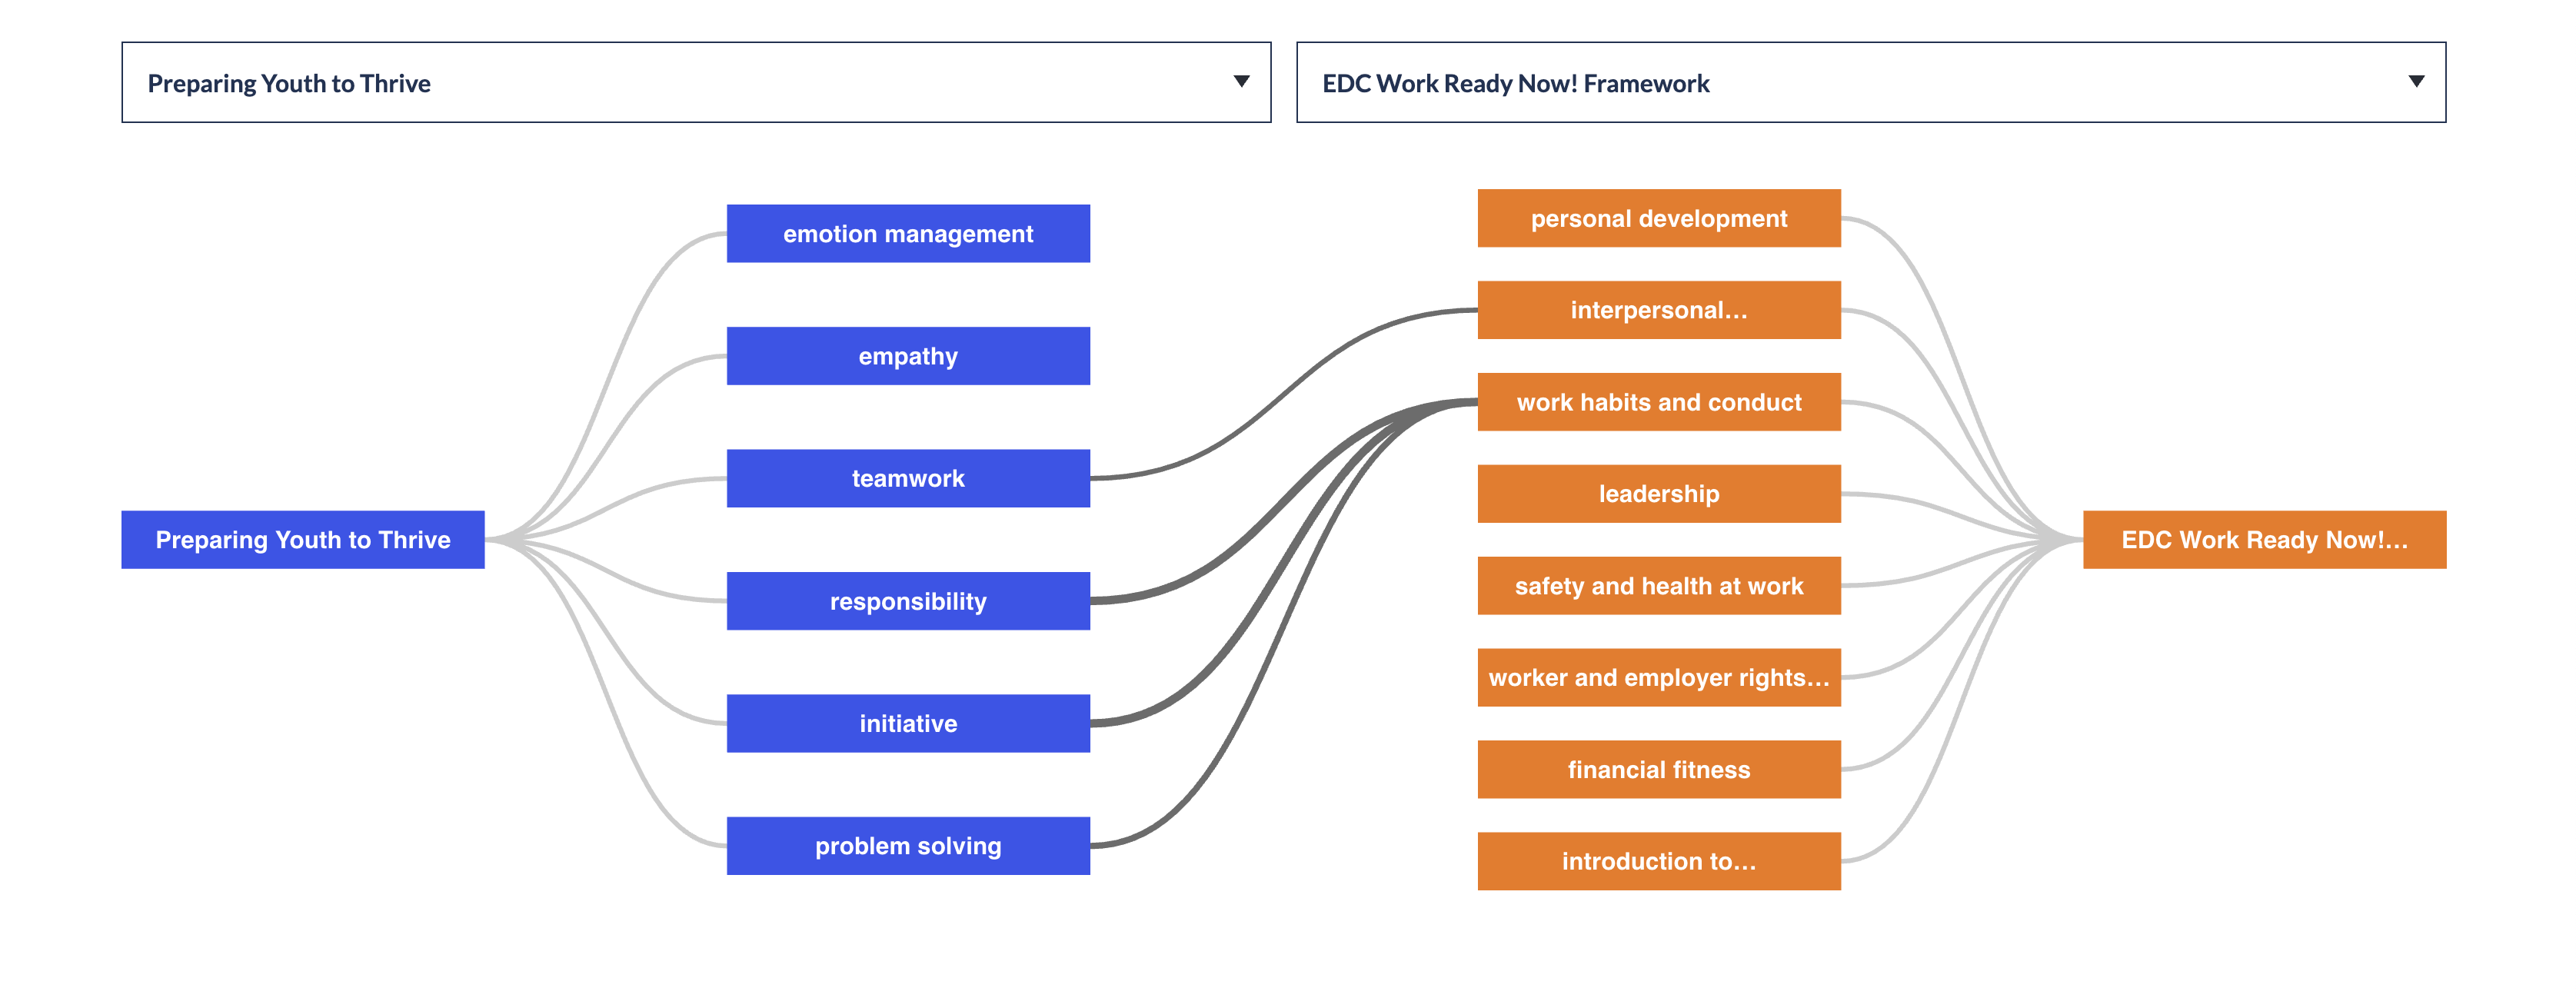 Preparing Youth to Thrive
EDC Work Ready Now! Framework
Preparing Youth to Thrive
emotion management
empathy
teamwork
responsibility
initiative
problem solving
personal development
interpersonal...
work habits and conduct
leadership
safety and health at work
worker and employer rights...
financial fitness
introduction to...
EDC Work Ready Now!...